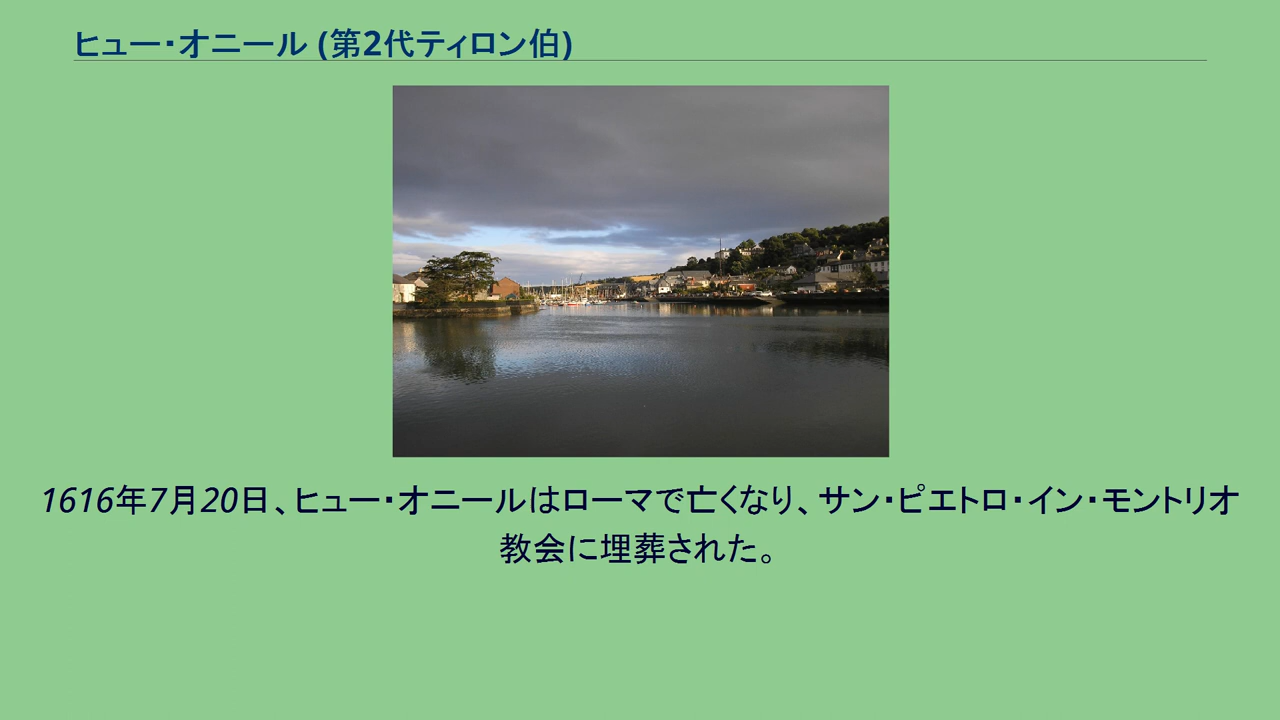 ヒュー・オニール (第2代ティロン伯)
1616年7月20日、ヒュー・オニールはローマで亡くなり、サン・ピエトロ・イン・モントリオ
教会に埋葬された。